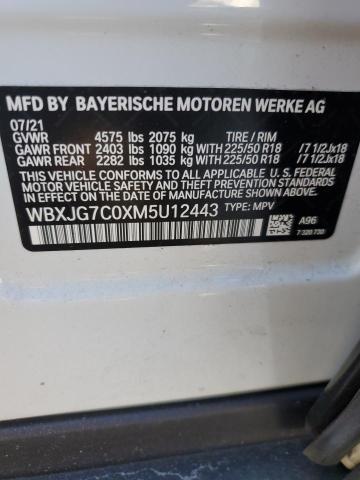 MFD BY BAYERISCHE MOTOREN WERKE AG
07/21
GVWR 4575 lbs 2075 kg TIRE / RIM
GAWR FRONT 2403 lbs 1090 kg WITH 225/50 R18 / 7 1/2Jx18
GAWR REAR 2282 lbs 1035 kg WITH 225/50 R18 / 7 1/2Jx18
THIS VEHICLE CONFORMS TO ALL APPLICABLE U. S. FEDERAL
MOTOR VEHICLE SAFETY STANDARDS
IN EFFECT ON THE DATE OF MANUFACTURE SHOWN ABOVE.
WBXJG7C0XM5U12443 TYPE: MPV
A96
7 320 730